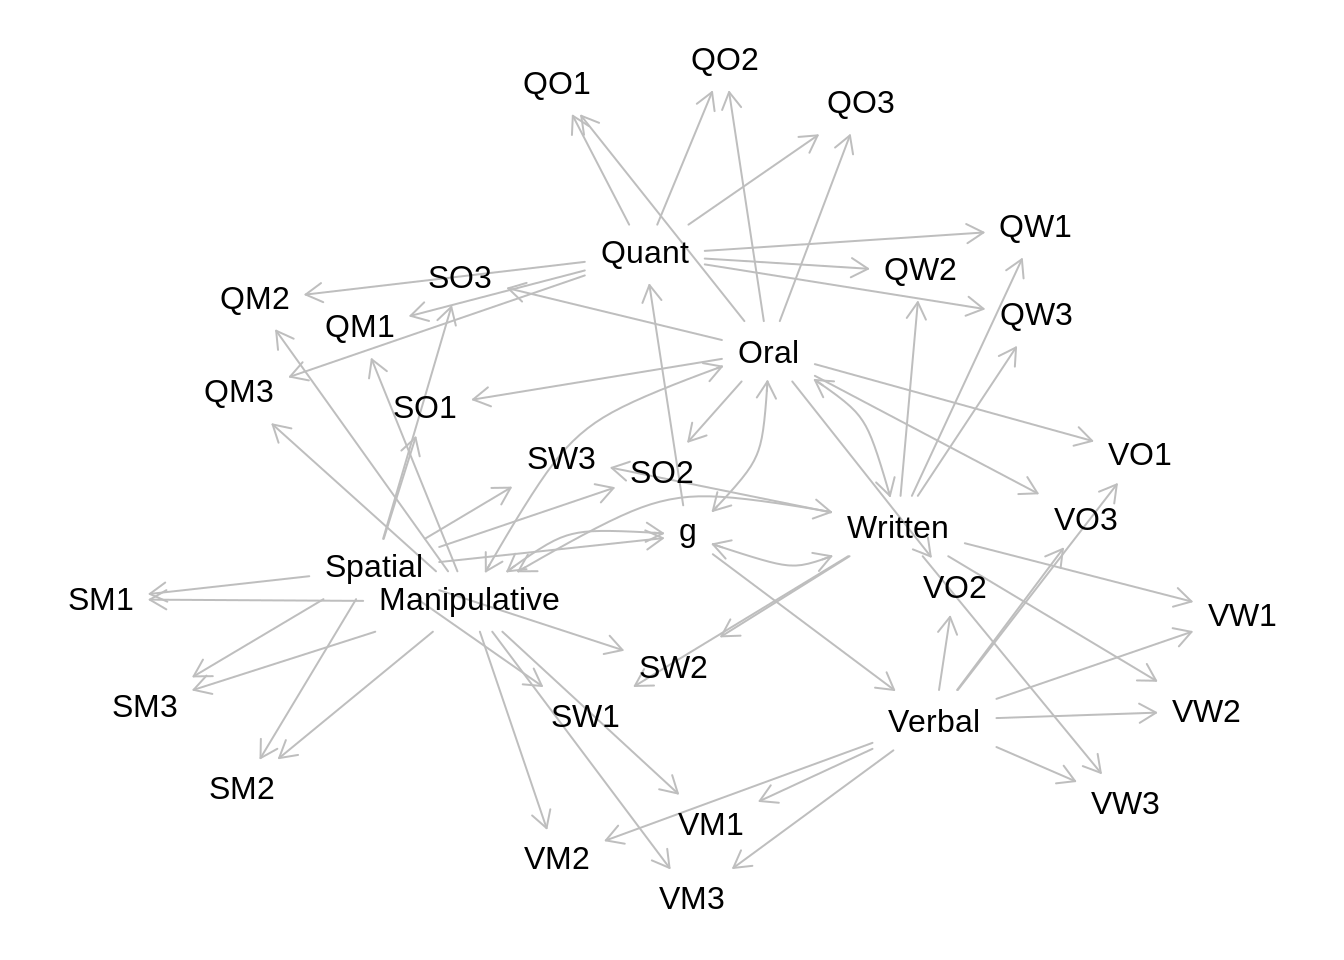 QO2
QO1
QO3
QW1
Quant
QW2
SO3
QM2
QW3
QM1
Oral
QM3
SO1
VO1
SW3
SO2
VO3
Written
g
Spatial
VO2
Manipulative
SM1
VW1
SW2
SM3
VW2
SW1
Verbal
SM2
VW3
VM1
VM2
VM3